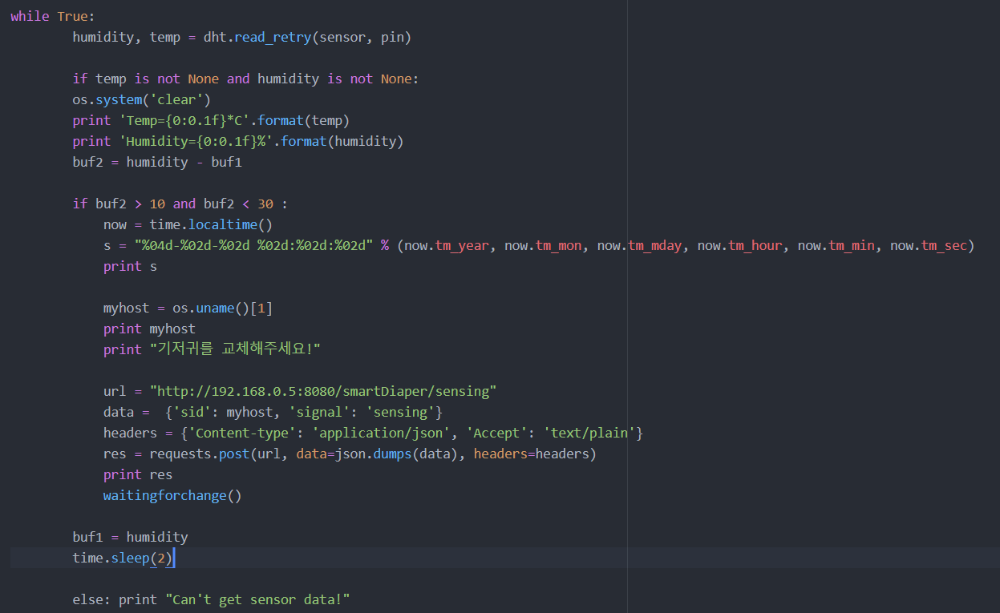 while True:
humidity, temp = dht.read_retry(sensor, pin)
if temp is not None and humidity is not None:
os.system('clear')
print 'Temp={0:0.1f}*C'.format(temp)
print 'Humidity={0:0.1f}%'.format(humidity)
buf2 = humidity - buf1
if buf2 > 10 and buf2 < 30 :
now = time.localtime()
s = "%04d-%02d-%02d %02d:%02d:%02d" % (now.tm_year, now.tm_mon, now.tm_mday, now.tm_hour, now.tm_min, now.tm_sec)
print s
myhost = os.uname()[1]
print myhost
print "기저귀를 교체해주세요!"
url = "http://192.168.0.5:8080/smartDiaper/sensing"
data =  {'sid': myhost, 'signal': 'sensing'}
headers = {'Content-type': 'application/json', 'Accept': 'text/plain'}
res = requests.post(url, data=json.dumps(data), headers=headers)
print res
waitingforchange()
buf1 = humidity
time.sleep(2)
else: print "Can't get sensor data!"